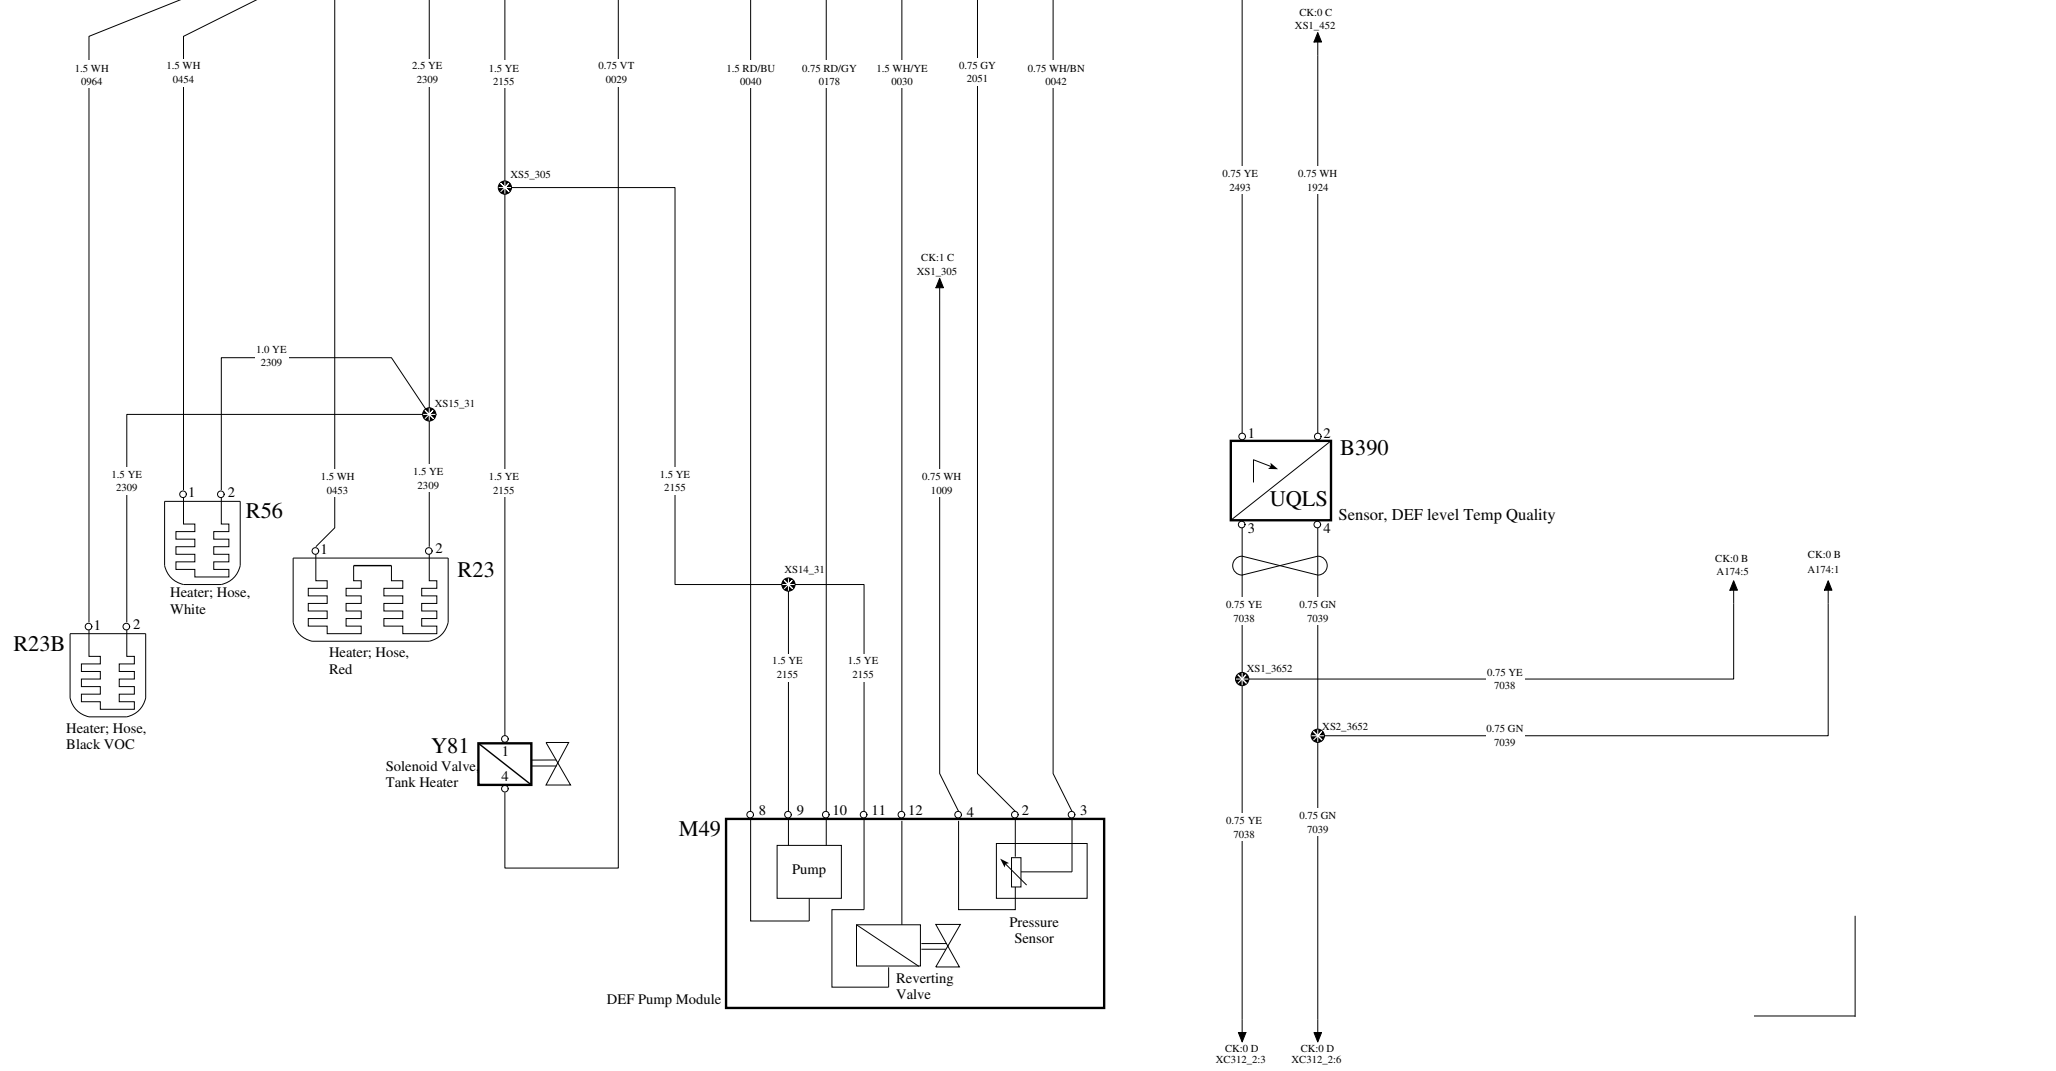 CK:0 C
XS1_452
1.5 WH
0964
1.5 WH
0454
2.5 YE
2309
1.5 YE
2155
0.75 VT
0029
1.5 RD/BU
0040
0.75 RD/GY
0178
1.5 WH/YE
0030
0.75 GY
2051
0.75 WH/BN
0042
XS5_305
0.75 YE
2493
0.75 WH
1924
CK:1 C
XS1_305
1.0 YE
2309
XS15_31
1 2
B390
UQLS
Sensor, DEF level Temp Quality
3 4
1.5 YE
2309
1.5 WH
0453
1.5 YE
2309
1.5 YE
2155
1.5 YE
2155
0.75 WH
1009
1 2
R56
Heater; Hose,
White
1 2
R23
Heater; Hose,
Red
XS14_31
CK:0 B
A174:5
CK:0 B
A174:1
0.75 YE
7038
0.75 GN
7039
1 2
R23B
Heater; Hose,
Black VOC
1.5 YE
2155
1.5 YE
2155
XS1_3652
0.75 YE
7038
XS2_3652
0.75 GN
7039
Y81
1
4
Solenoid Valve,
Tank Heater
M49
8 9 10 11 12 4 2 3
0.75 YE
7038
0.75 GN
7039
Pump
Pressure
Sensor
Reverting
Valve
DEF Pump Module
CK:0 D
XC312_2:3
CK:0 D
XC312_2:6